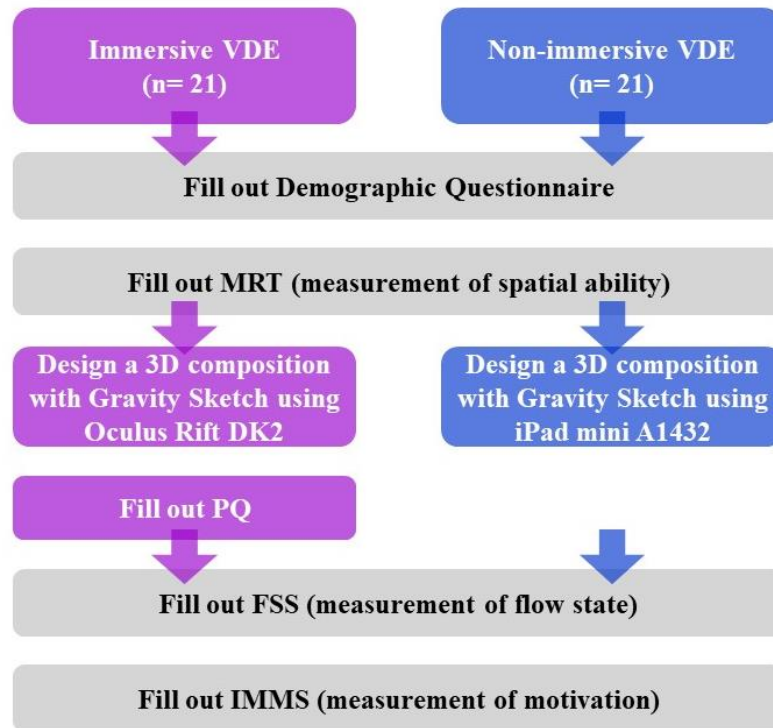 Immersive VDE
(n= 21)
Non-immersive VDE
(n= 21)
Fill out Demographic Questionnaire
Fill out MRT (measurement of spatial ability)
Design a 3D composition
with Gravity Sketch using
Oculus Rift DK2
Design a 3D composition
with Gravity Sketch using
iPad mini A1432
Fill out PQ
Fill out FSS (measurement of flow state)
Fill out IMMS (measurement of motivation)